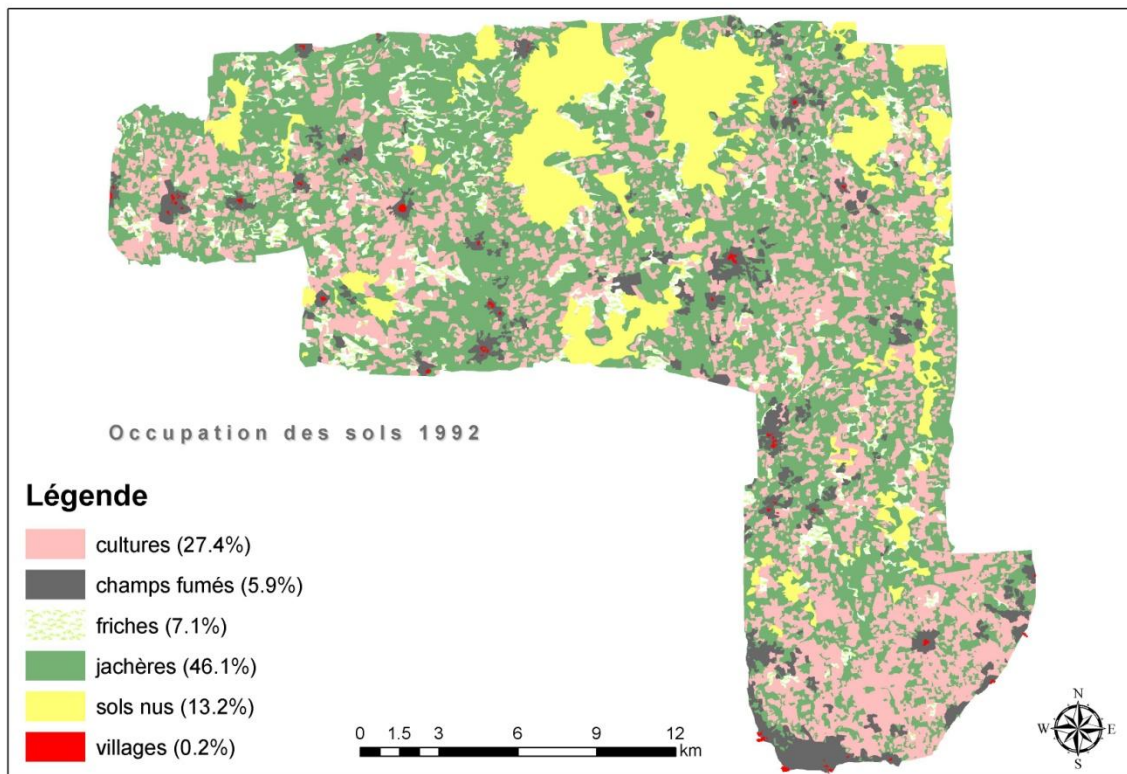 Occupation des sols 1992
Légende
cultures (27.4%)
champs fumés (5.9%)
friches (7.1%)
jachères (46.1%)
sols nus (13.2%)
villages (0.2%)
0 1.5 3 6 9 12
km
N
W E
S